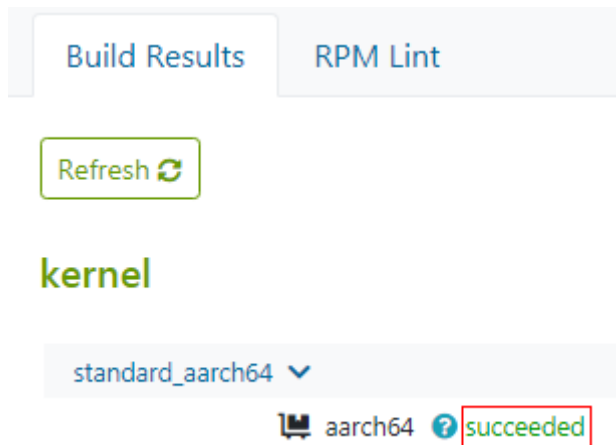 Build Results RPM Lint
Refresh
kernel
standard_aarch64
aarch64 succeeded